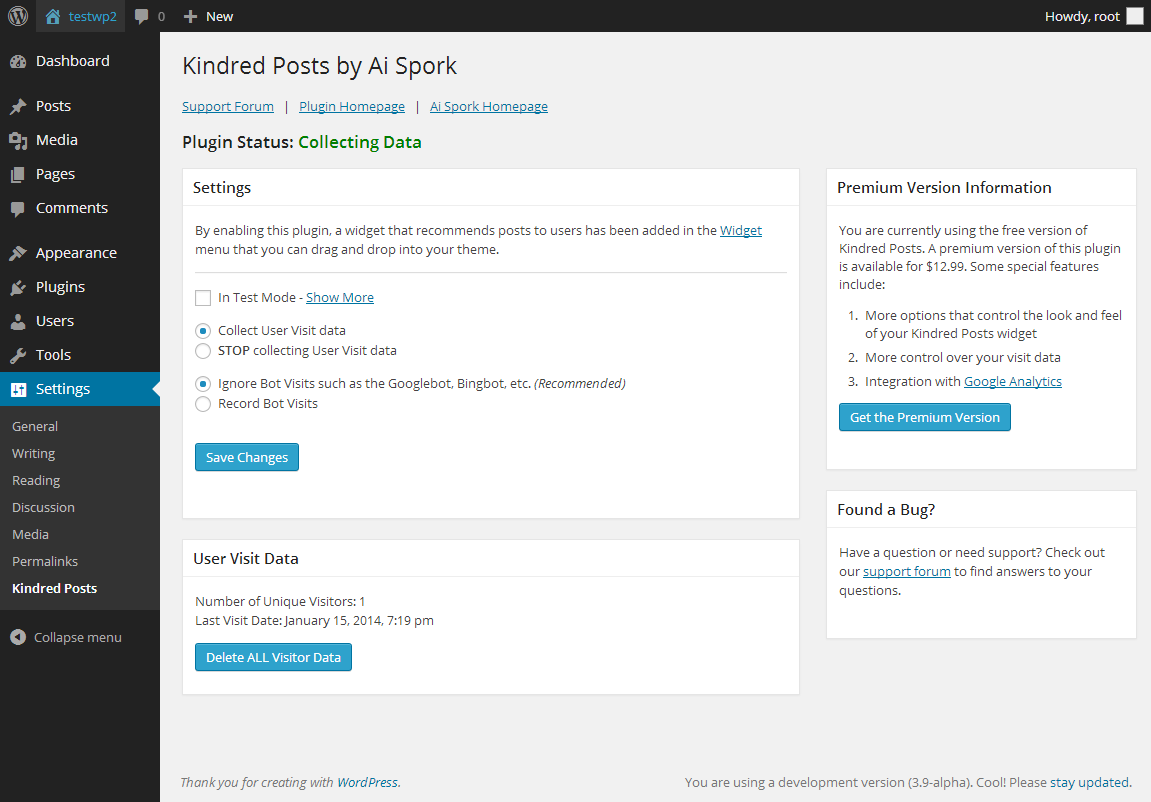 testwp2 0 New Howdy, root
Dashboard
Posts
Media
Pages
Comments
Appearance
Plugins
Users
Tools
Settings
General
Writing
Reading
Discussion
Media
Permalinks
Kindred Posts
Collapse menu
Kindred Posts by Ai Spork
Support Forum | Plugin Homepage | Ai Spork Homepage
Plugin Status: Collecting Data
Settings
By enabling this plugin, a widget that recommends posts to users has been added in the Widget
menu that you can drag and drop into your theme.
In Test Mode - Show More
Collect User Visit data
STOP collecting User Visit data
Ignore Bot Visits such as the Googlebot, Bingbot, etc. (Recommended)
Record Bot Visits
Save Changes
User Visit Data
Number of Unique Visitors: 1
Last Visit Date: January 15, 2014, 7:19 pm
Delete ALL Visitor Data
Premium Version Information
You are currently using the free version of
Kindred Posts. A premium version of this plugin
is available for $12.99. Some special features
include:
1. More options that control the look and feel
of your Kindred Posts widget
2. More control over your visit data
3. Integration with Google Analytics
Get the Premium Version
Found a Bug?
Have a question or need support? Check out
our support forum to find answers to your
questions.
Thank you for creating with WordPress.
You are using a development version (3.9-alpha). Cool! Please stay updated.